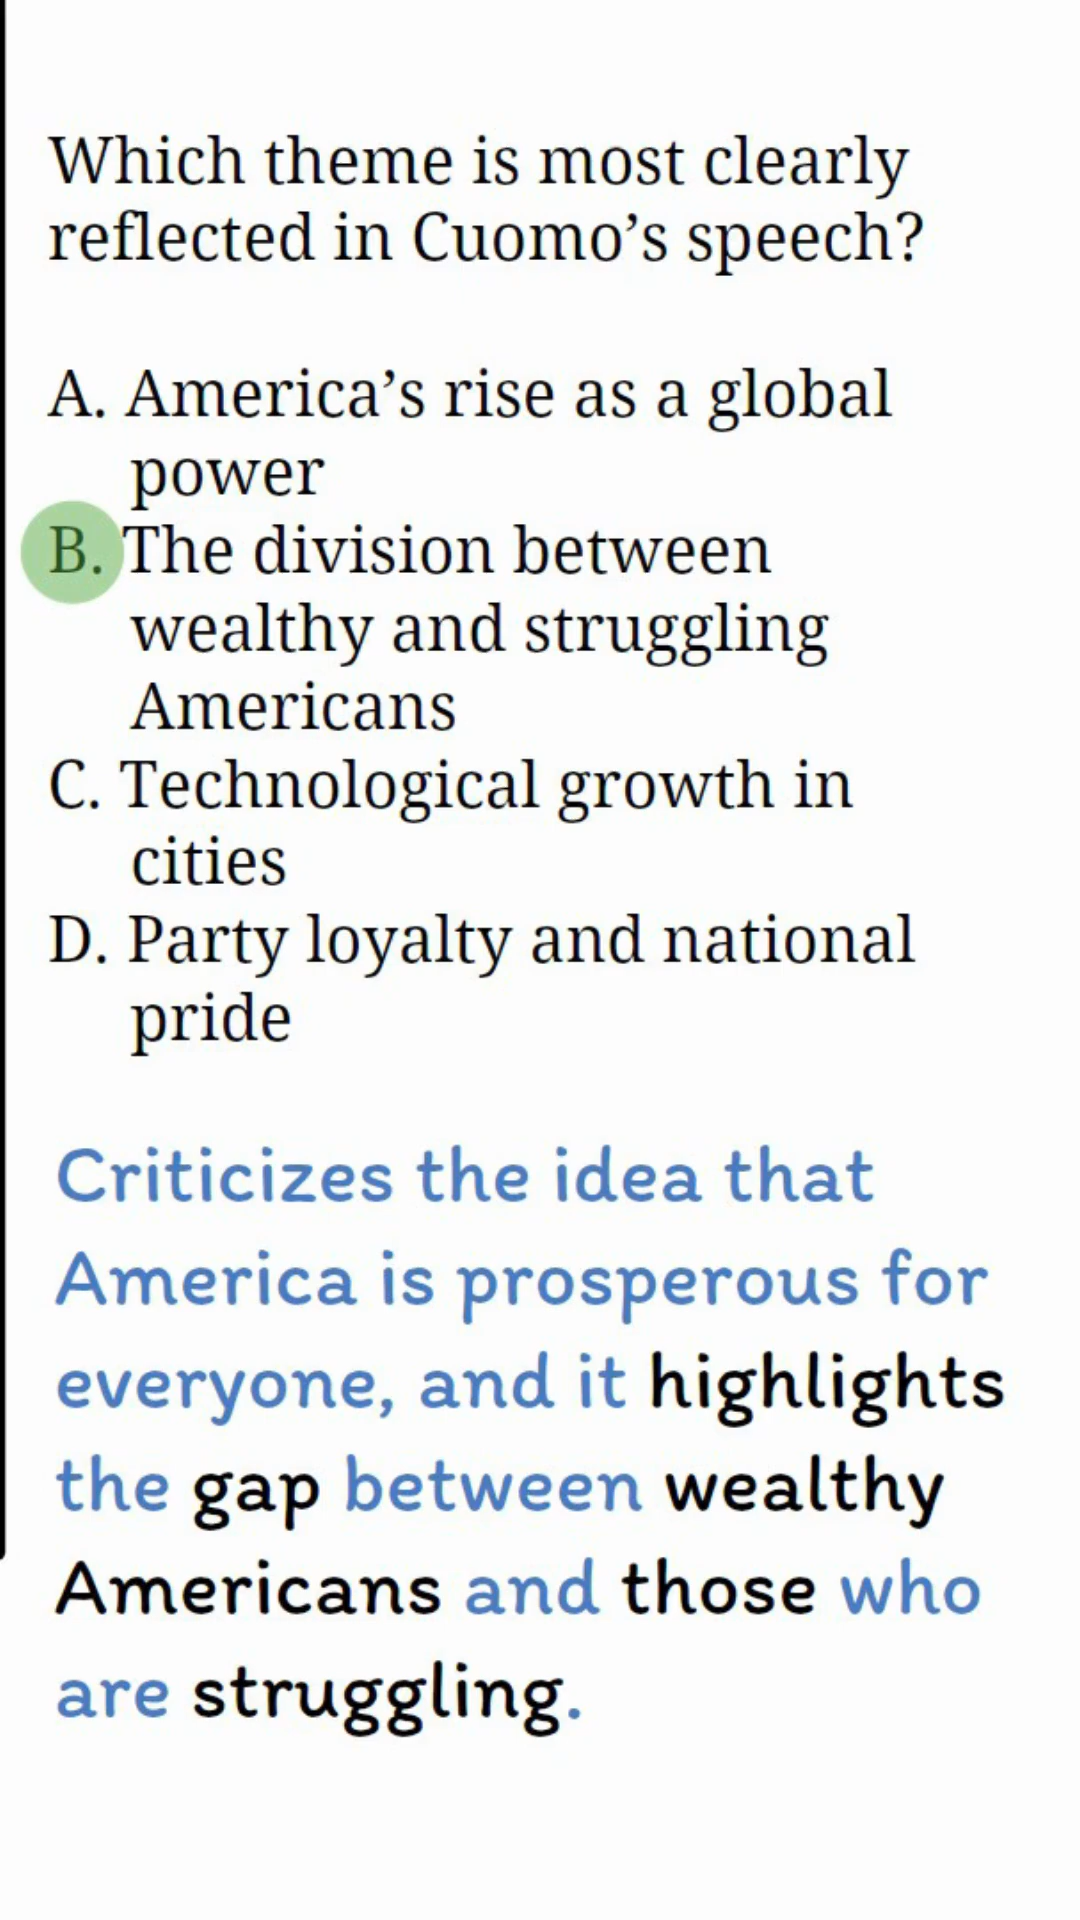 Which theme is most clearly
reflected in Cuomo’s speech?
A. America’s rise as a global
power
B. The division between
wealthy and struggling
Americans
C. Technological growth in
cities
D. Party loyalty and national
pride
Criticizes the idea that
America is prosperous for
everyone, and it highlights
the gap between wealthy
Americans and those who
are struggling.